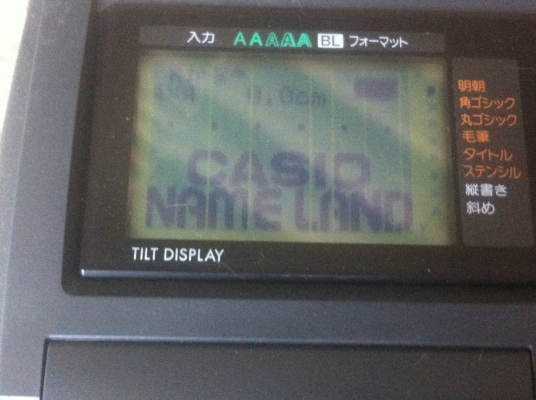 入力 AAAAA BL フォーマット
0.0cm
CASIO
NAME LAND
明朝
角ゴシック
丸ゴシック
毛筆
タイトル
ステンシル
縦書き
斜め
TILT DISPLAY